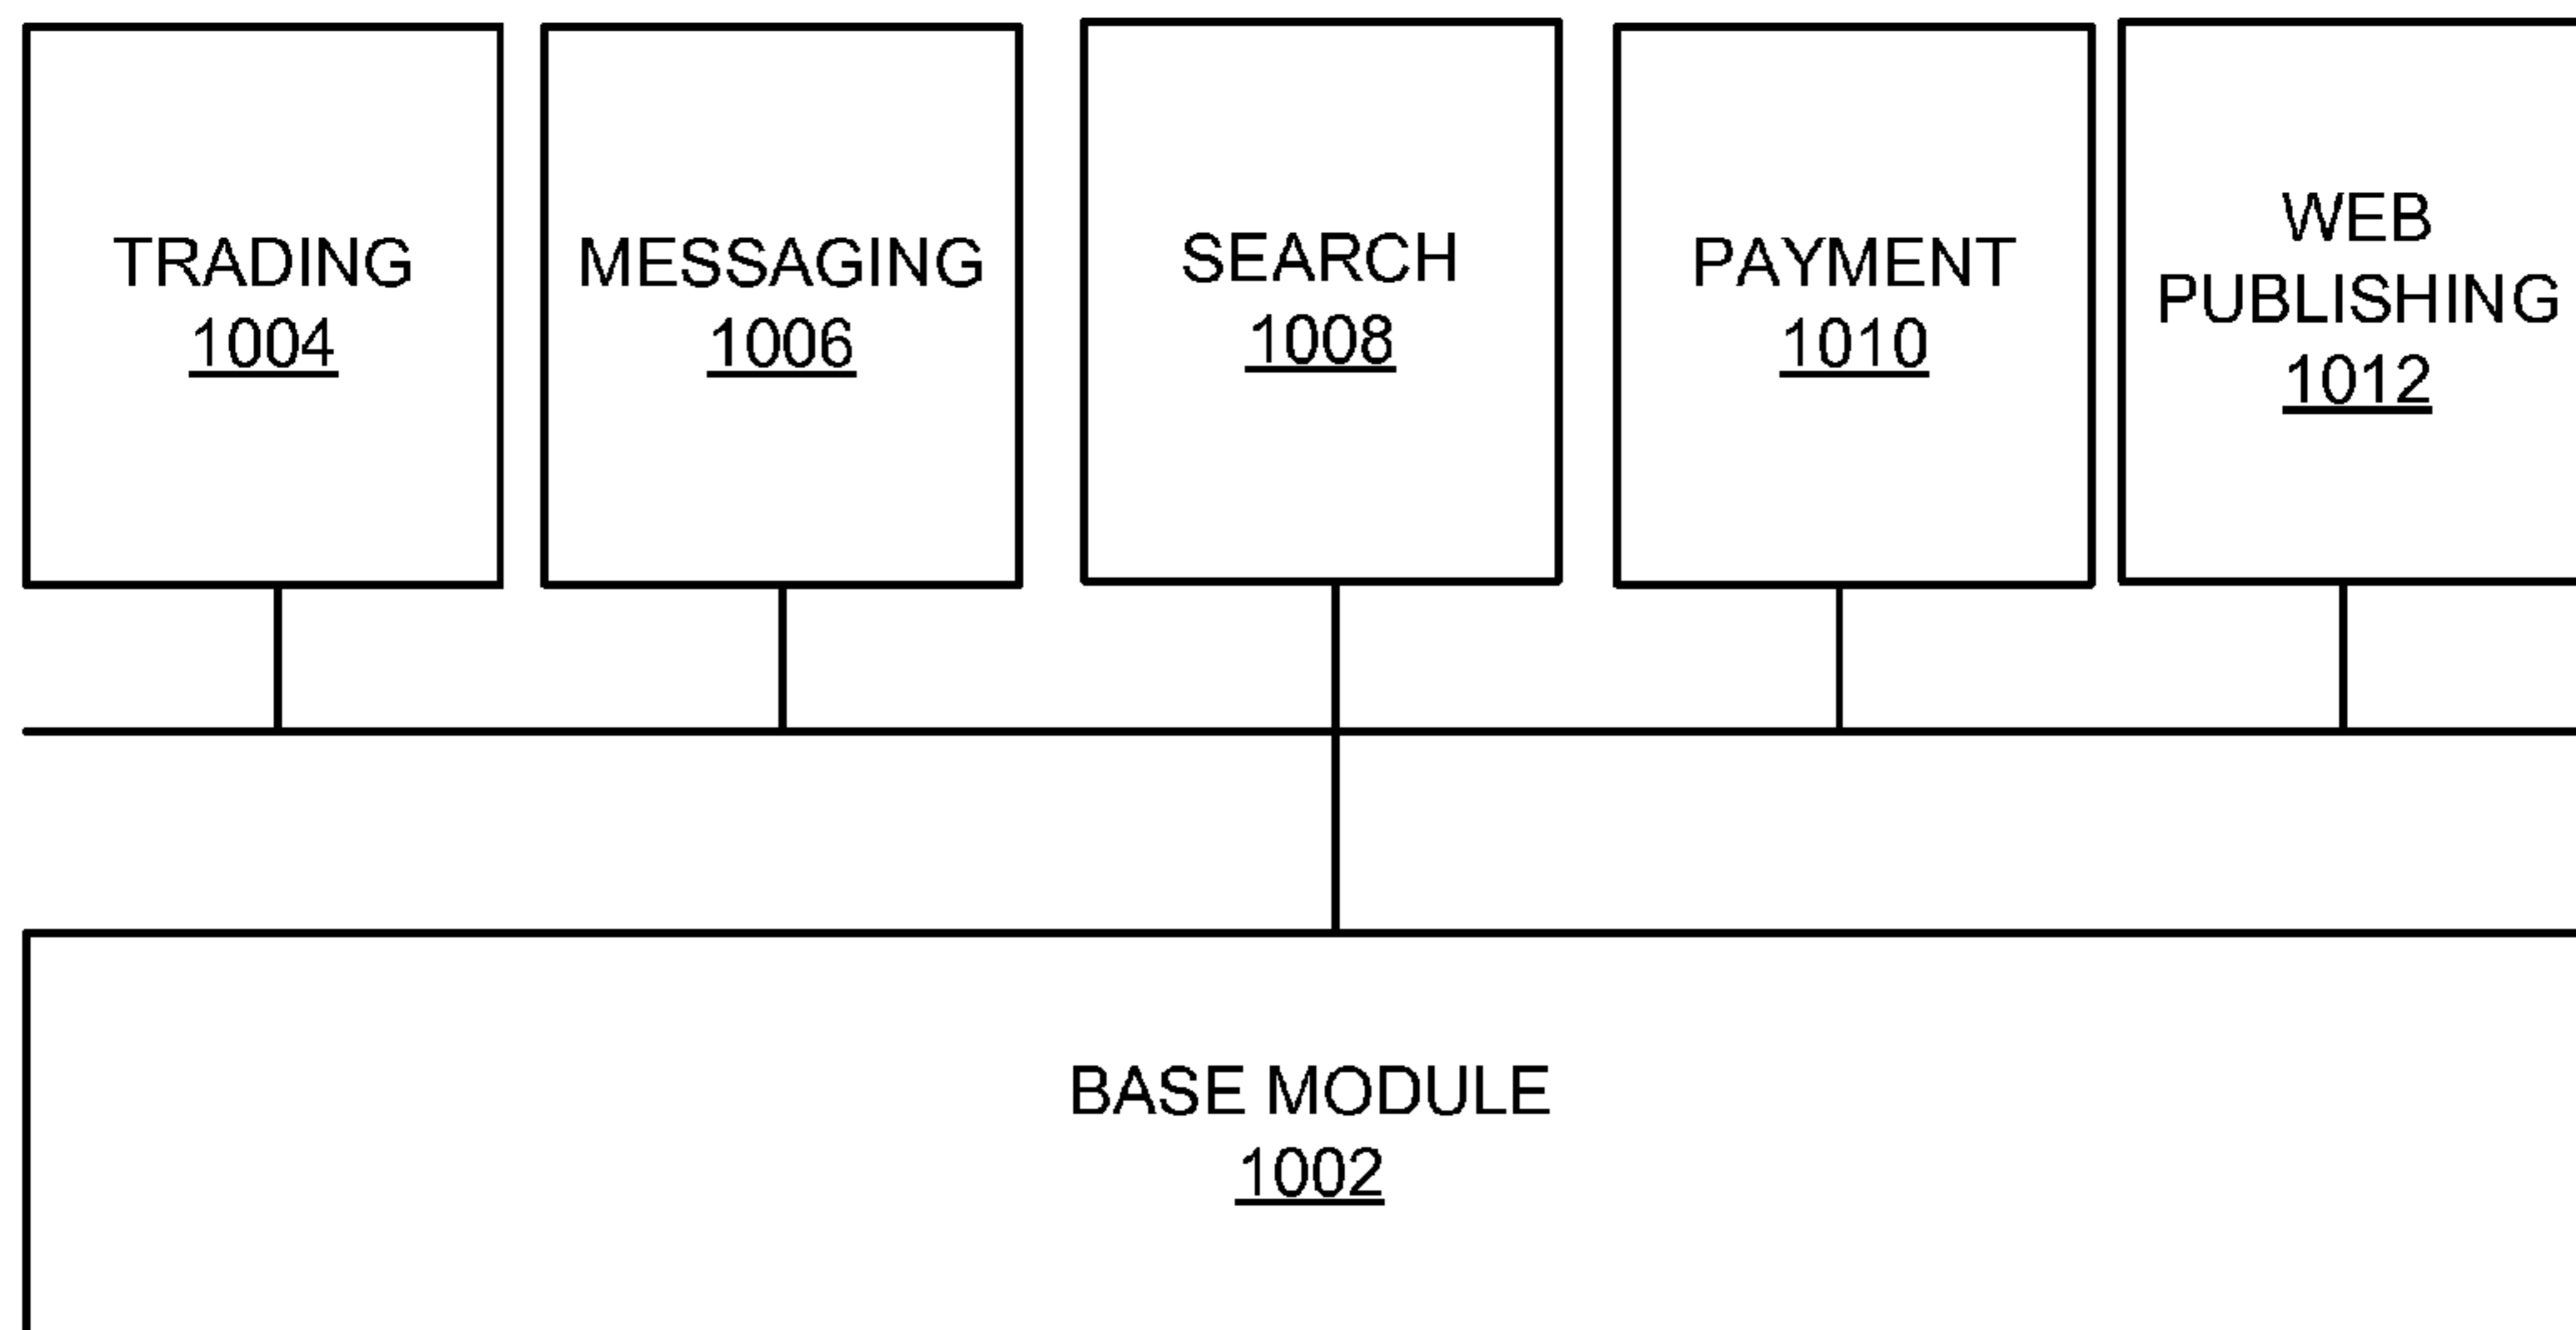 TRADING
1004
MESSAGING
1006
SEARCH
1008
PAYMENT
1010
WEB
PUBLISHING
1012
BASE MODULE
1002